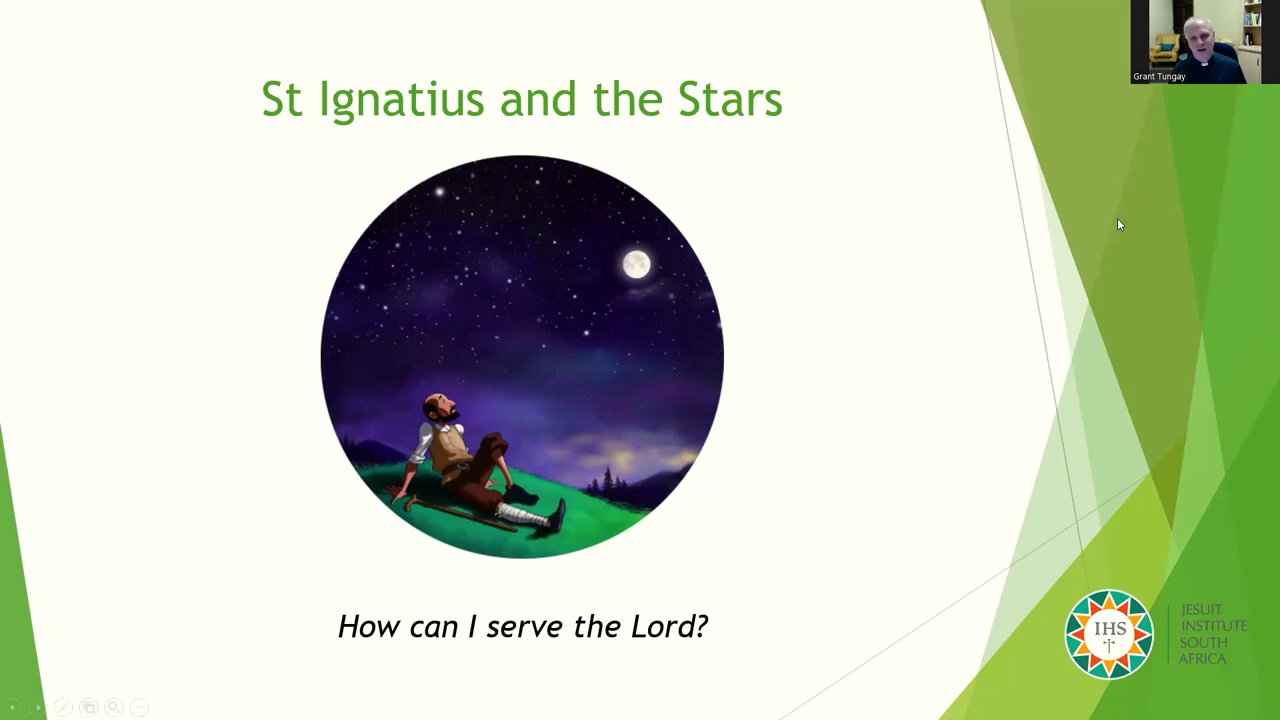 St Ignatius and the Stars
Grant Tungay
How can I serve the Lord?
IHS
JESUIT
INSTITUTE
SOUTH
AFRICA